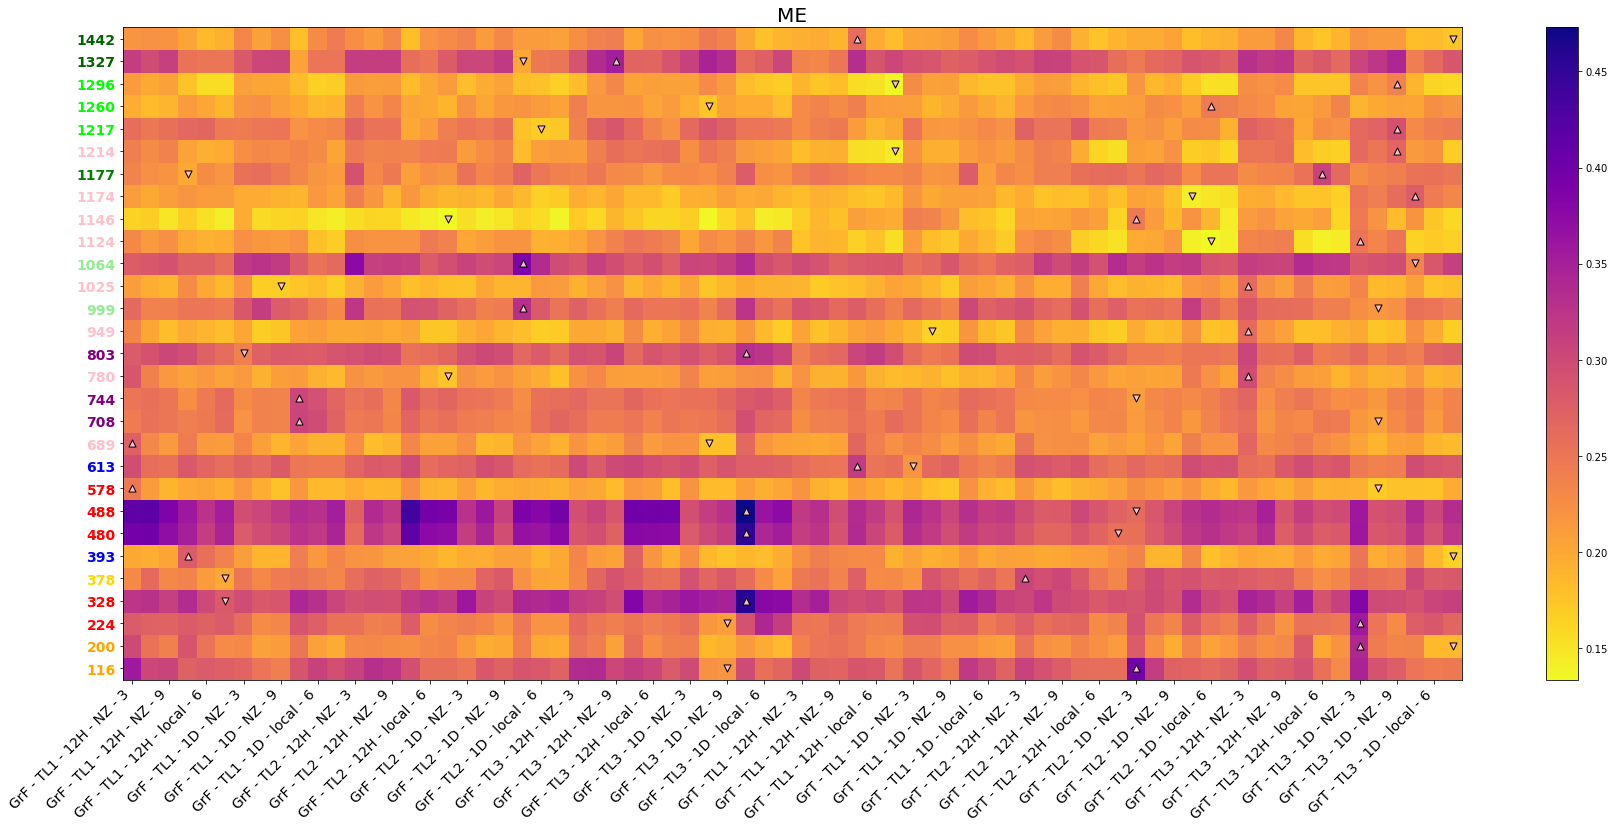 ME
1442
1327
1296
1260
1217
1214
1177
1174
1146
1124
1064
1025
999
949
803
780
744
708
689
613
578
488
480
393
378
328
224
200
116
GrF - TL1 - 12H - NZ - 3
GrF - TL1 - 12H - NZ - 9
GrF - TL1 - 12H - local - 6
GrF - TL1 - 1D - NZ - 3
GrF - TL1 - 1D - NZ - 9
GrF - TL1 - 1D - local - 6
GrF - TL2 - 12H - NZ - 3
GrF - TL2 - 12H - NZ - 9
GrF - TL2 - 12H - local - 6
GrF - TL2 - 1D - NZ - 3
GrF - TL2 - 1D - NZ - 9
GrF - TL2 - 1D - local - 6
GrF - TL3 - 12H - NZ - 3
GrF - TL3 - 12H - NZ - 9
GrF - TL3 - 12H - local - 6
GrF - TL3 - 1D - NZ - 3
GrF - TL3 - 1D - NZ - 9
GrF - TL3 - 1D - local - 6
GrT - TL1 - 12H - NZ - 3
GrT - TL1 - 12H - NZ - 9
GrT - TL1 - 12H - local - 6
GrT - TL1 - 1D - NZ - 3
GrT - TL1 - 1D - NZ - 9
GrT - TL1 - 1D - local - 6
GrT - TL2 - 12H - NZ - 3
GrT - TL2 - 12H - NZ - 9
GrT - TL2 - 12H - local - 6
GrT - TL2 - 1D - NZ - 3
GrT - TL2 - 1D - NZ - 9
GrT - TL2 - 1D - local - 6
GrT - TL3 - 12H - NZ - 3
GrT - TL3 - 12H - NZ - 9
GrT - TL3 - 12H - local - 6
GrT - TL3 - 1D - NZ - 3
GrT - TL3 - 1D - NZ - 9
GrT - TL3 - 1D - local - 6
0.45
0.40
0.35
0.30
0.25
0.20
0.15